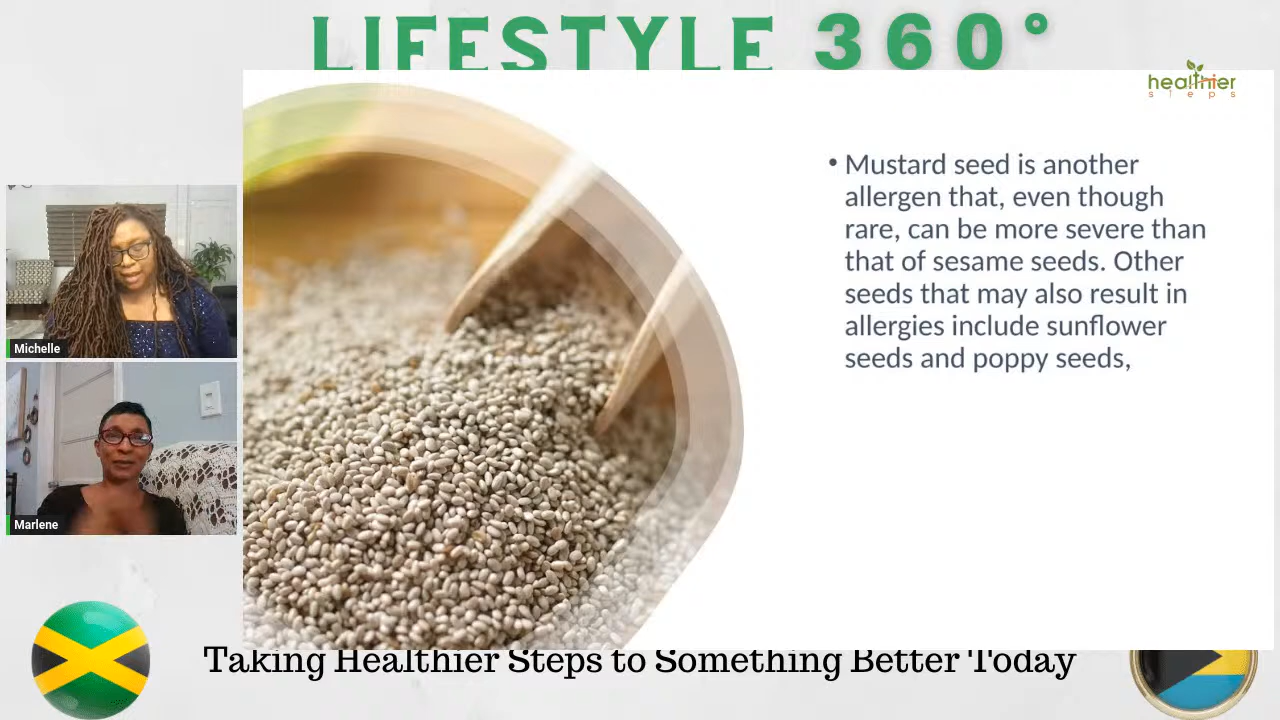 LIFESTYLE 360°
healthier
steps
• Mustard seed is another
allergen that, even though
rare, can be more severe than
that of sesame seeds. Other
seeds that may also result in
allergies include sunflower
seeds and poppy seeds,
Michelle
Marlene
Taking Healthier Steps to Something Better Today